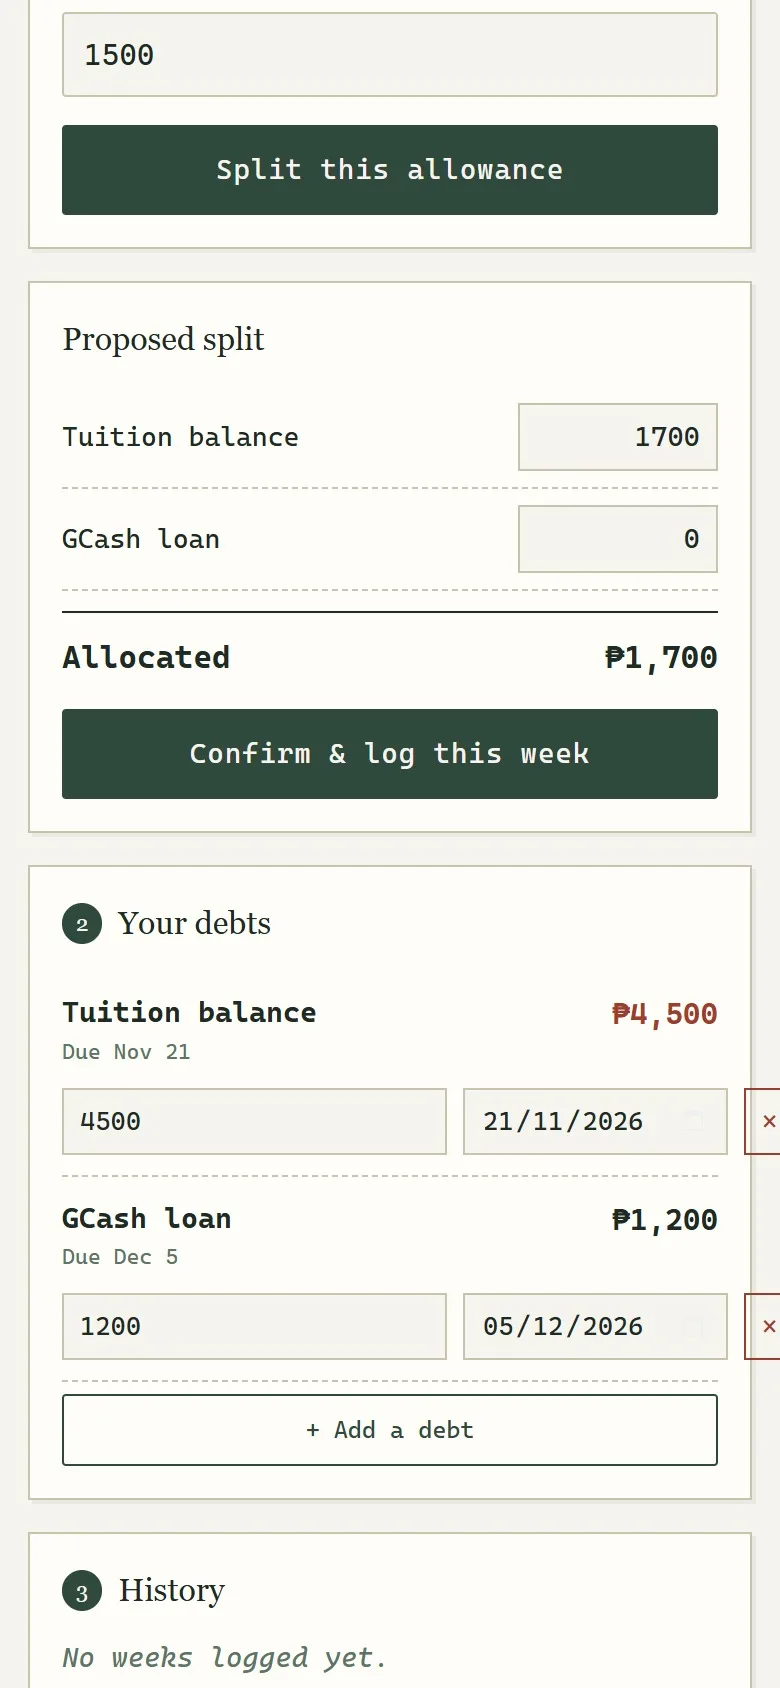 1500
Split this allowance
Proposed split
Tuition balance 1700
GCash loan 0
Allocated ₱1,700
Confirm & log this week
2 Your debts
Tuition balance ₱4,500
Due Nov 21
4500 21/11/2026 ×
GCash loan ₱1,200
Due Dec 5
1200 05/12/2026 ×
+ Add a debt
3 History
No weeks logged yet.